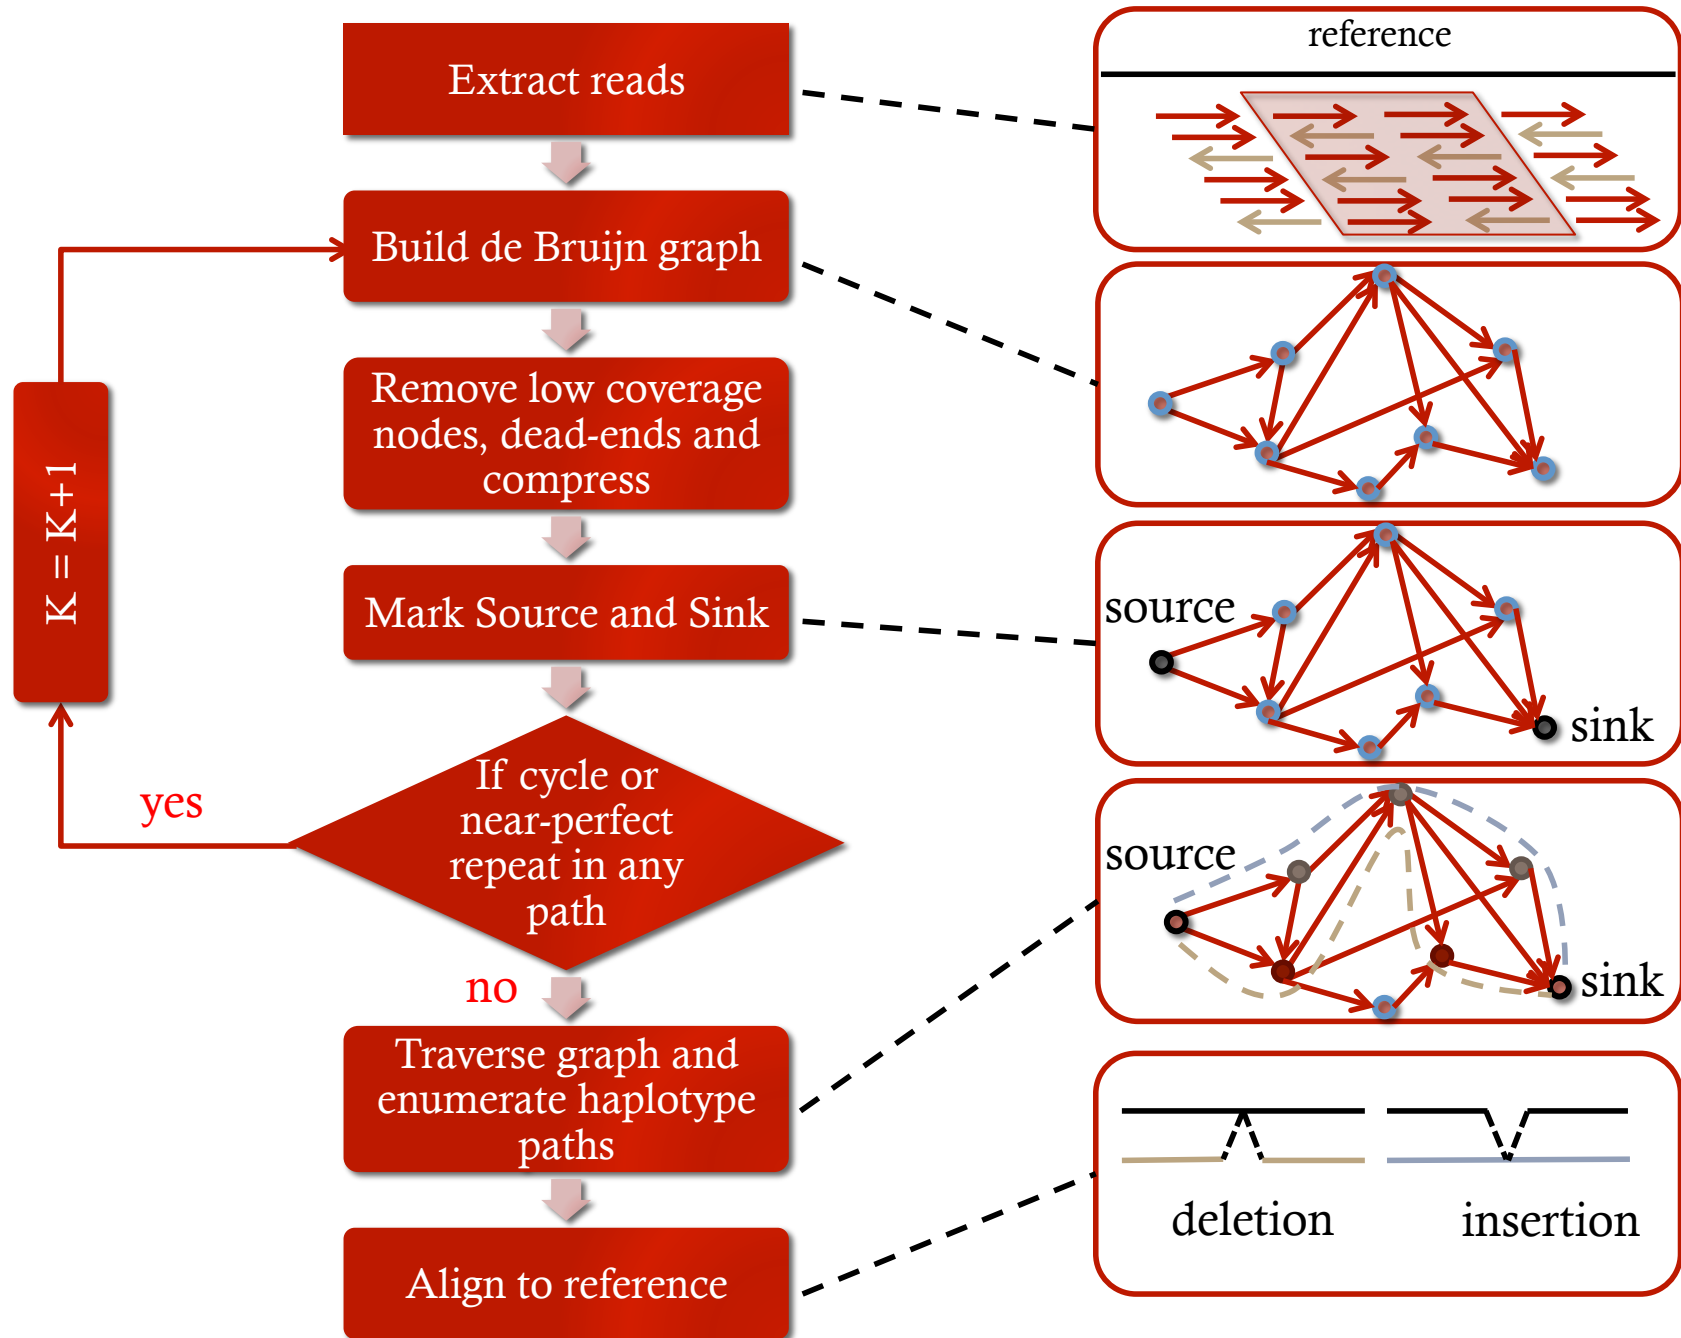 Extract reads
Build de Bruijn graph
Remove low coverage
nodes, dead-ends and
compress
Mark Source and Sink
If cycle or
near-perfect
repeat in any
path
yes
K = K+1
no
Traverse graph and
enumerate haplotype
paths
Align to reference
reference
source
sink
source
sink
deletion
insertion